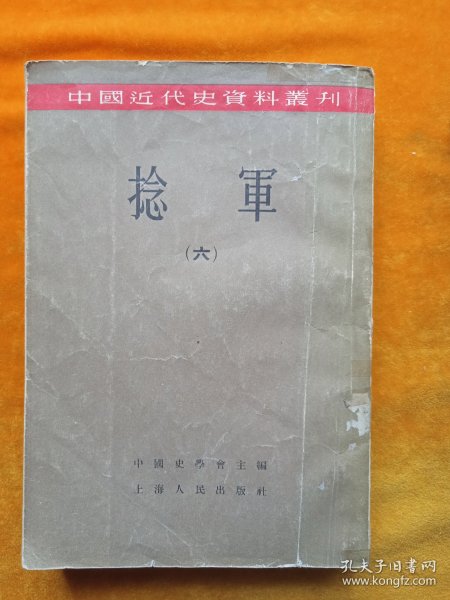 中國近代史資料叢刊
捻軍
(六)
中國史學會主編
上海人民出版社
孔夫子旧书网
www.kongfz.com